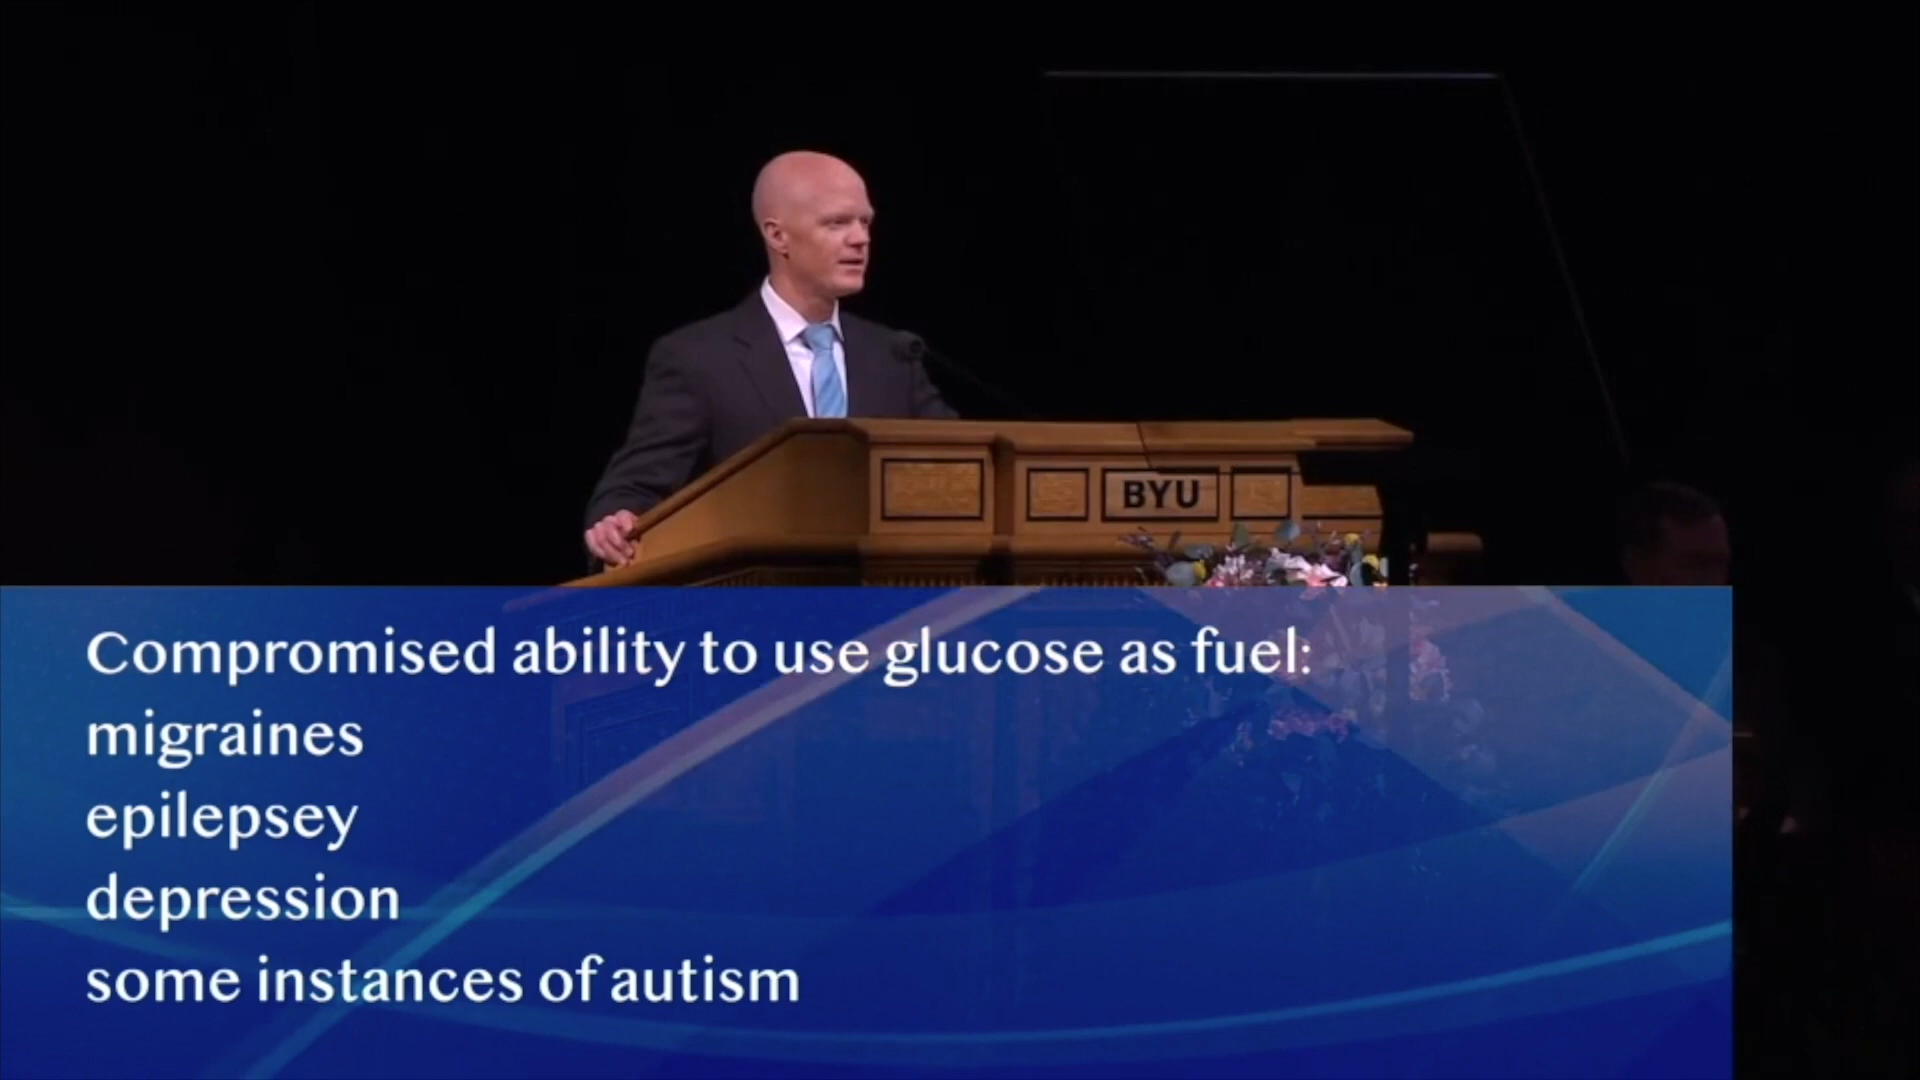 BYU
Compromised ability to use glucose as fuel:
migraines
epilepsey
depression
some instances of autism